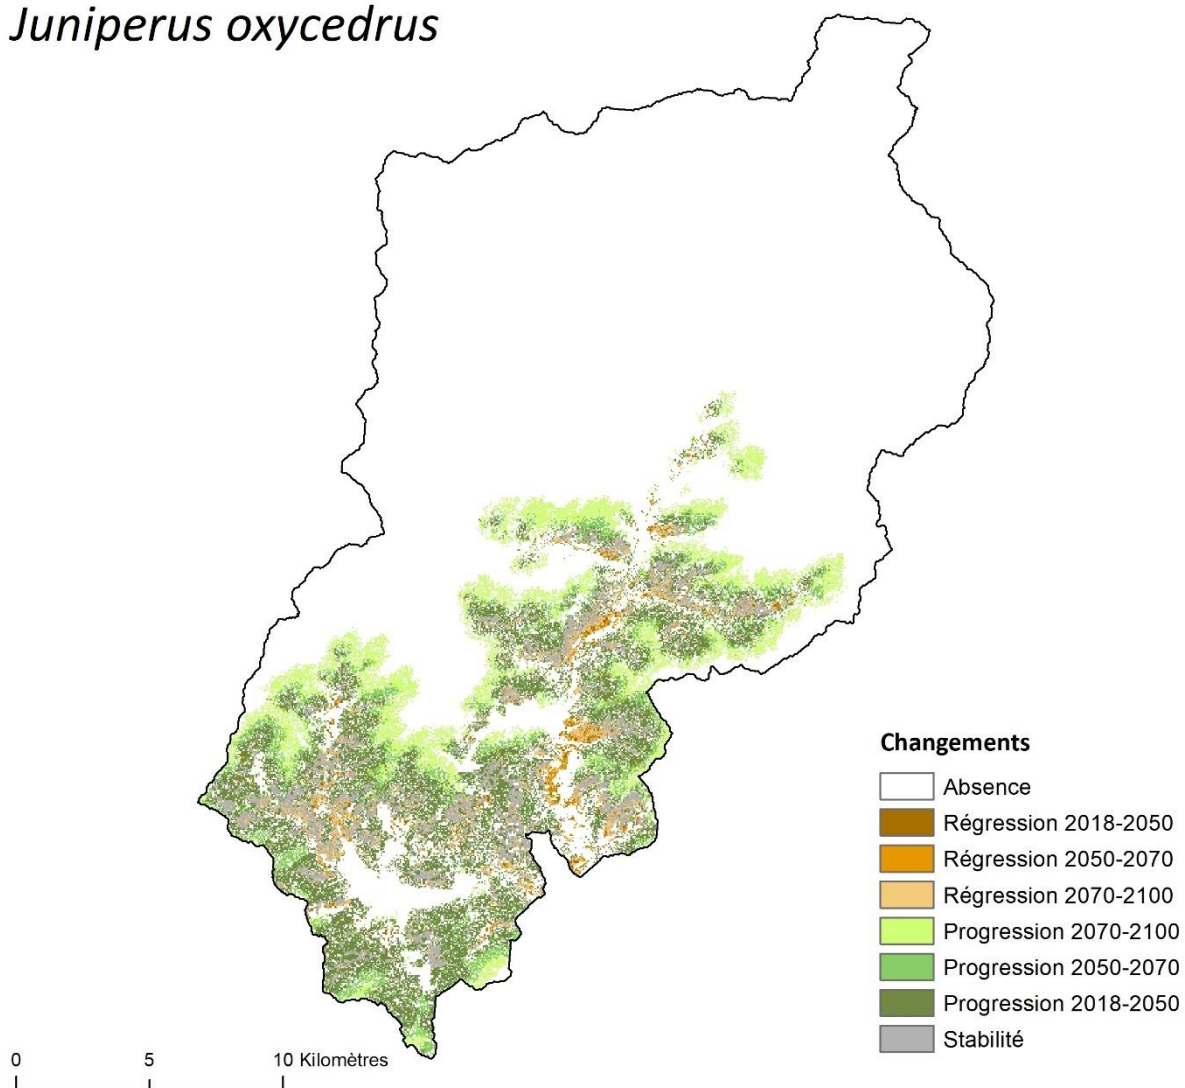 Juniperus oxycedrus
Changements
Absence
Régression 2018-2050
Régression 2050-2070
Régression 2070-2100
Progression 2070-2100
Progression 2050-2070
Progression 2018-2050
Stabilité
0 5 10 Kilomètres